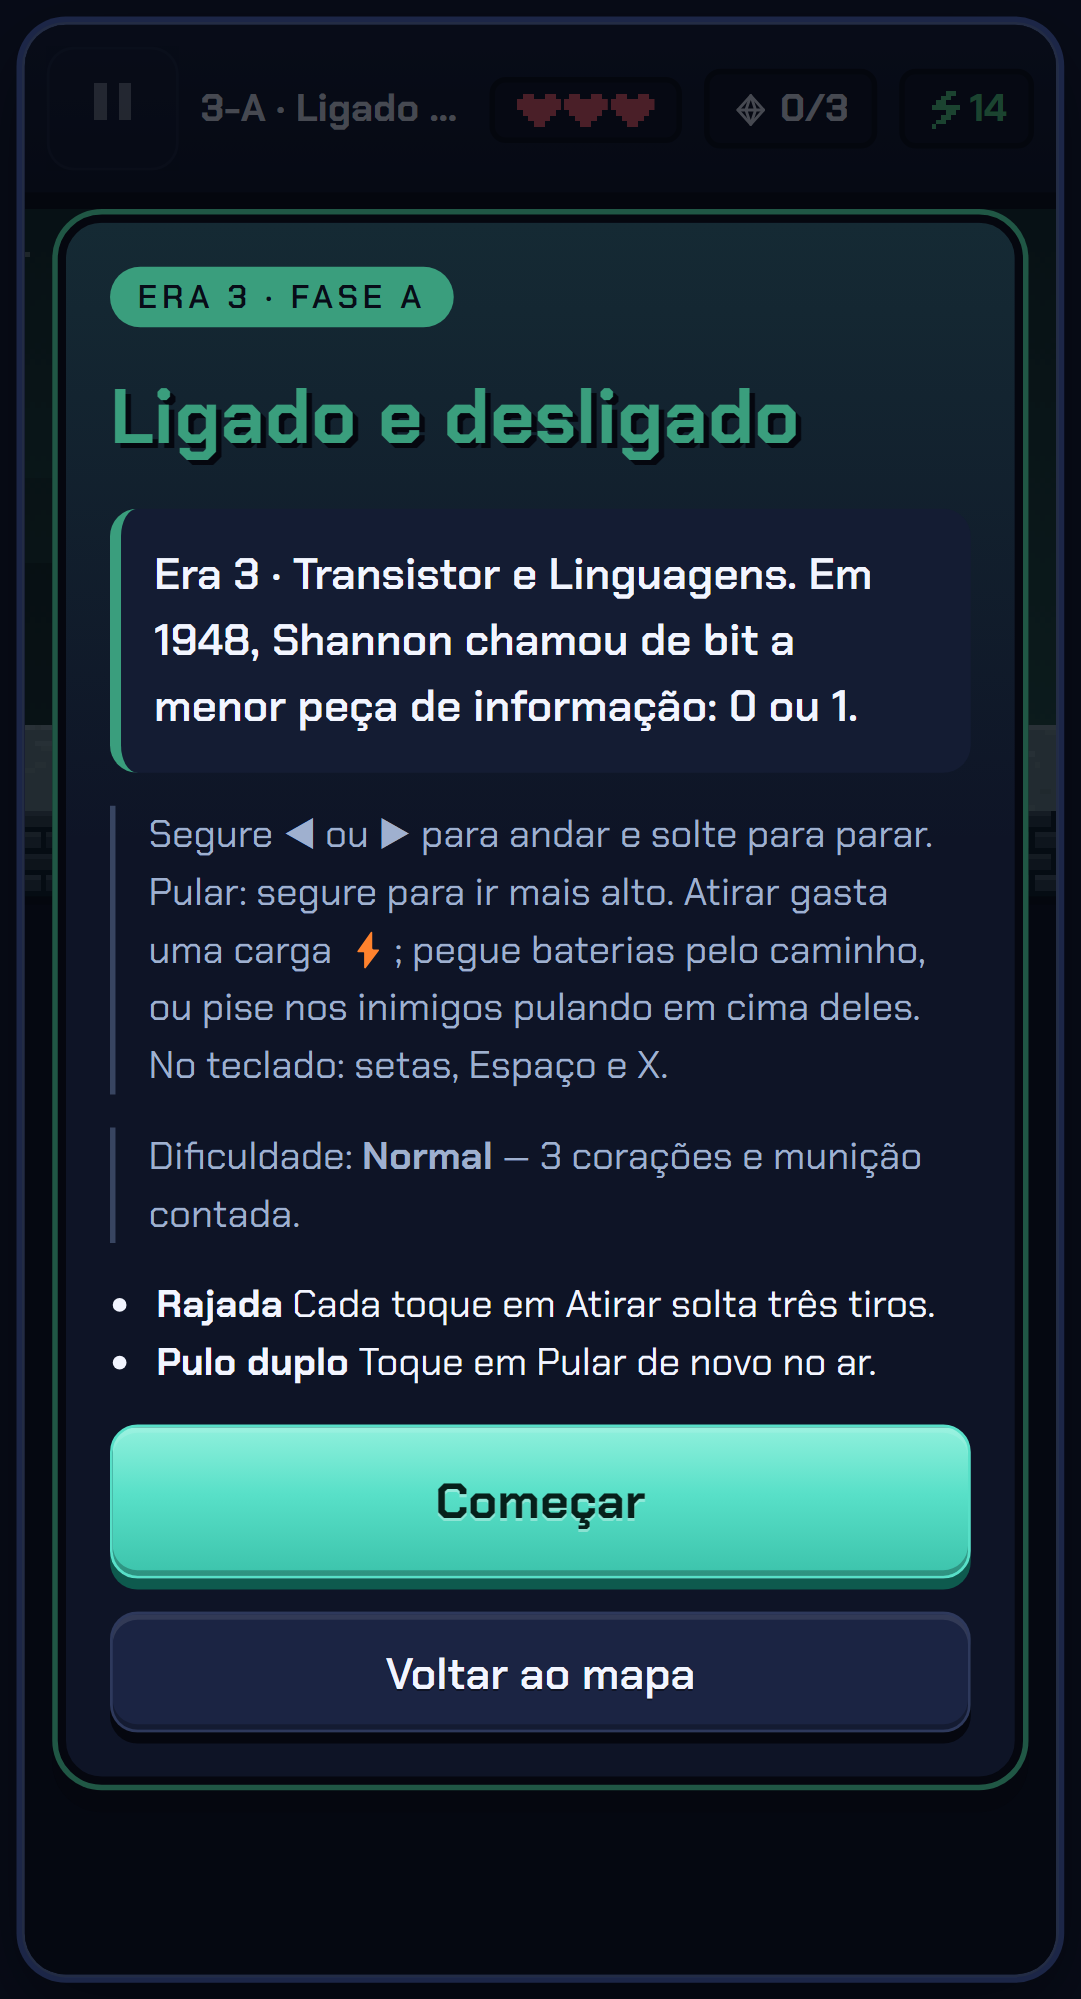 3-A · Ligado ...
0/3
14
ERA 3 · FASE A
Ligado e desligado
Era 3 · Transistor e Linguagens. Em
1948, Shannon chamou de bit a
menor peça de informação: 0 ou 1.
Segure ◀ ou ▶ para andar e solte para parar.
Pular: segure para ir mais alto. Atirar gasta
uma carga ⚡ ; pegue baterias pelo caminho,
ou pise nos inimigos pulando em cima deles.
No teclado: setas, Espaço e X.
Dificuldade: Normal — 3 corações e munição
contada.
• Rajada Cada toque em Atirar solta três tiros.
• Pulo duplo Toque em Pular de novo no ar.
Começar
Voltar ao mapa